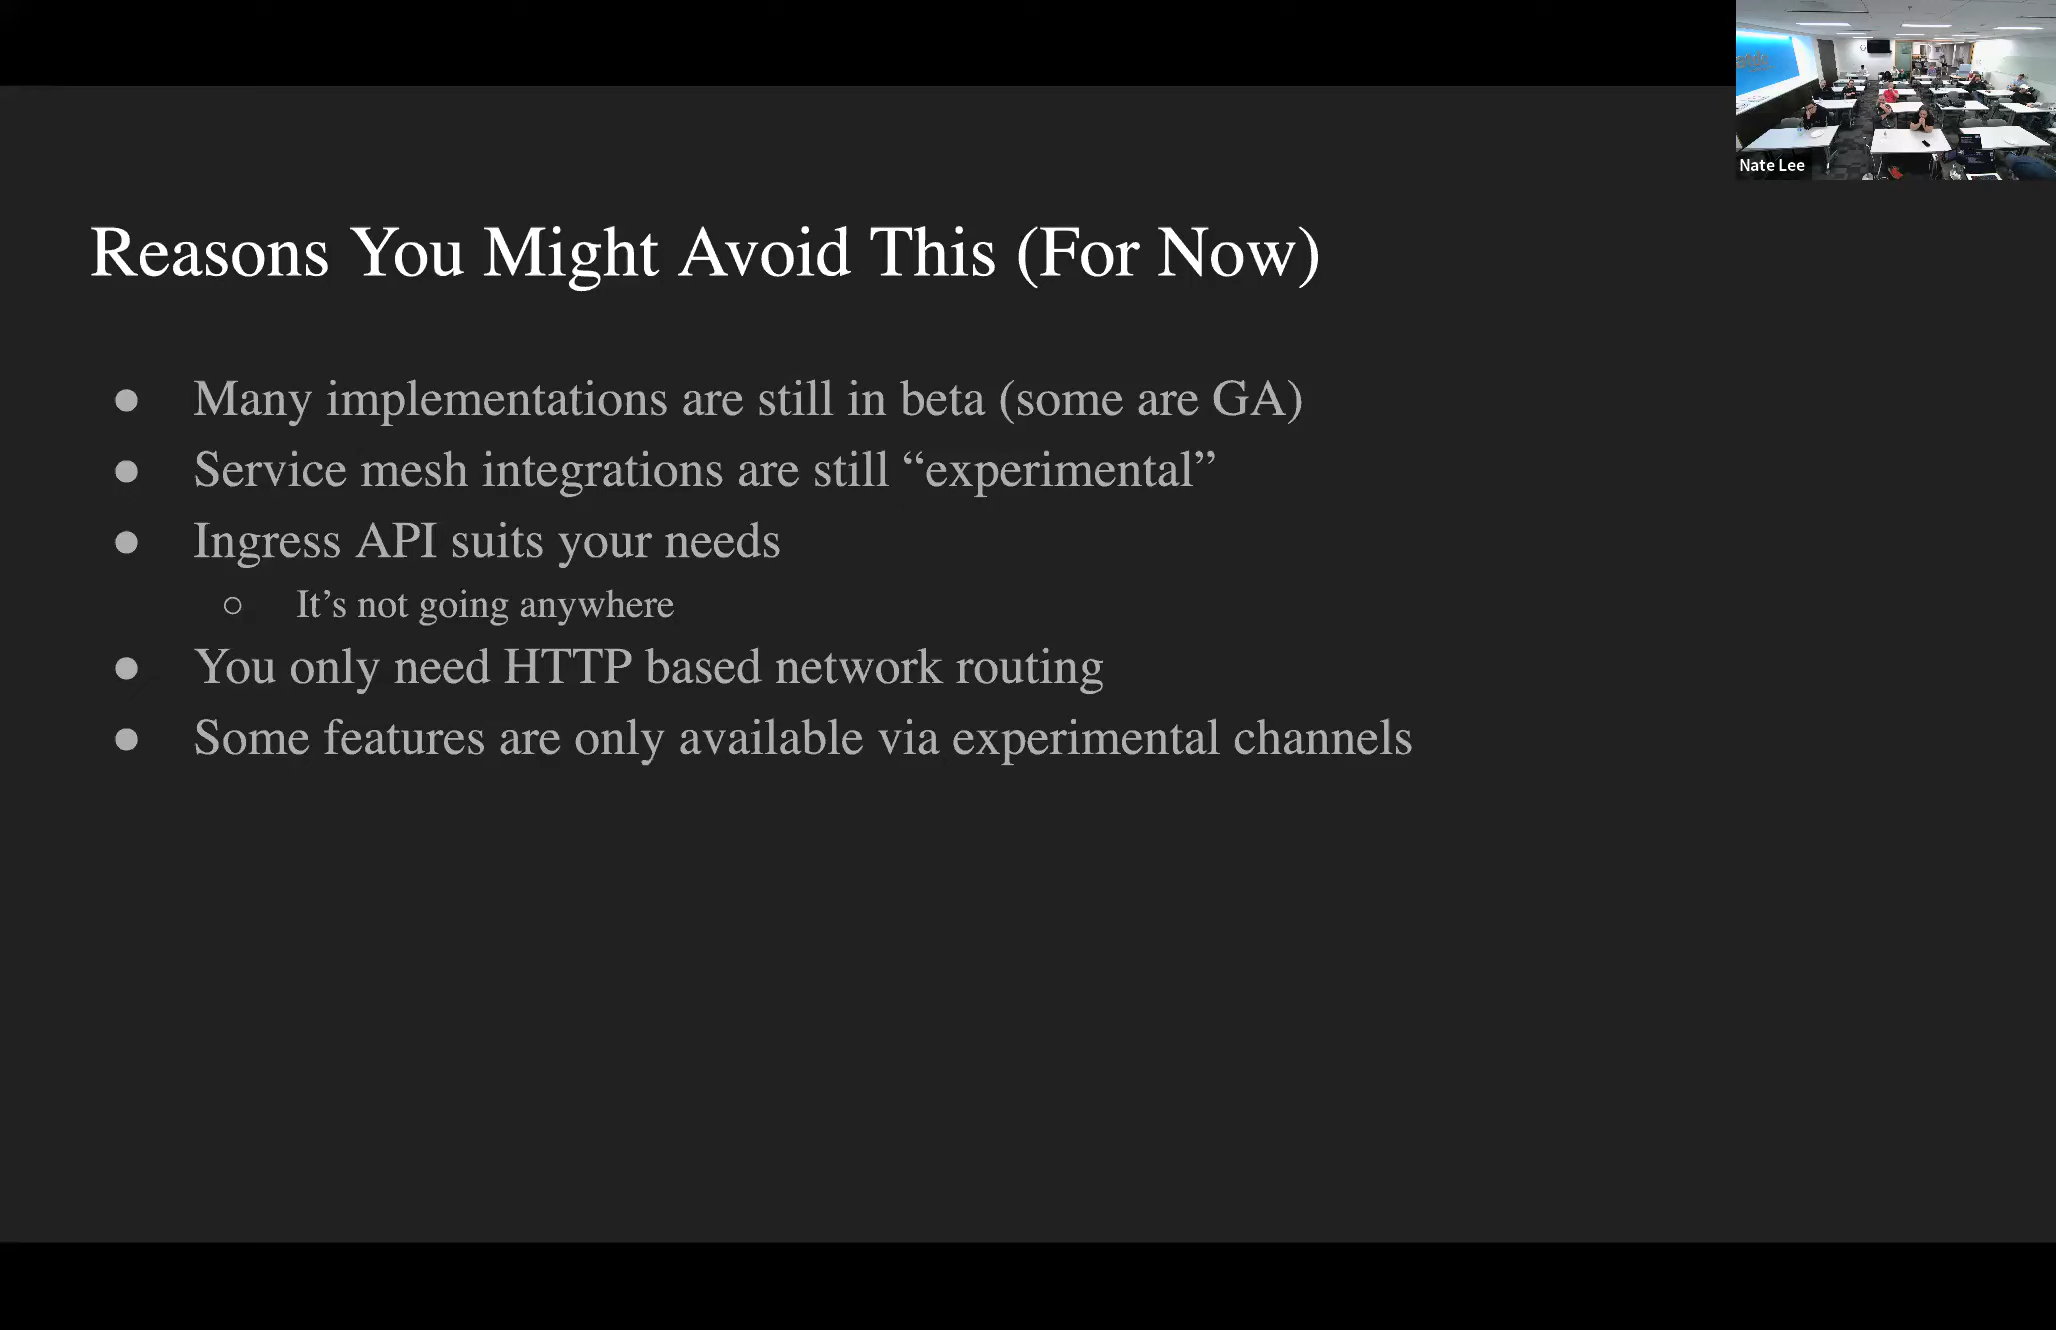 Nate Lee
Reasons You Might Avoid This (For Now)
● Many implementations are still in beta (some are GA)
● Service mesh integrations are still “experimental”
● Ingress API suits your needs
○ It’s not going anywhere
● You only need HTTP based network routing
● Some features are only available via experimental channels